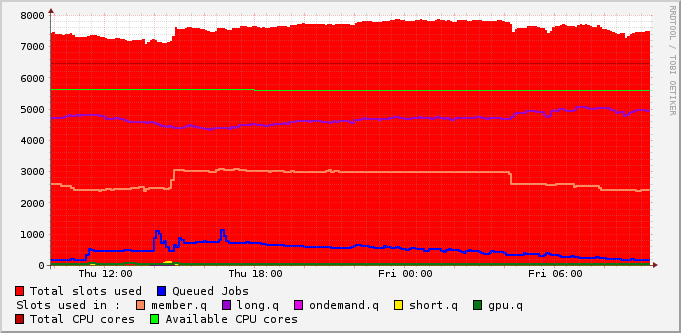 8000
7000
6000
5000
4000
3000
2000
1000
0
Thu 12:00 Thu 18:00 Fri 00:00 Fri 06:00
RRDTOOL / TOBI OETIKER
Total slots used Queued Jobs
Slots used in : member.q long.q ondemand.q short.q gpu.q
Total CPU cores Available CPU cores